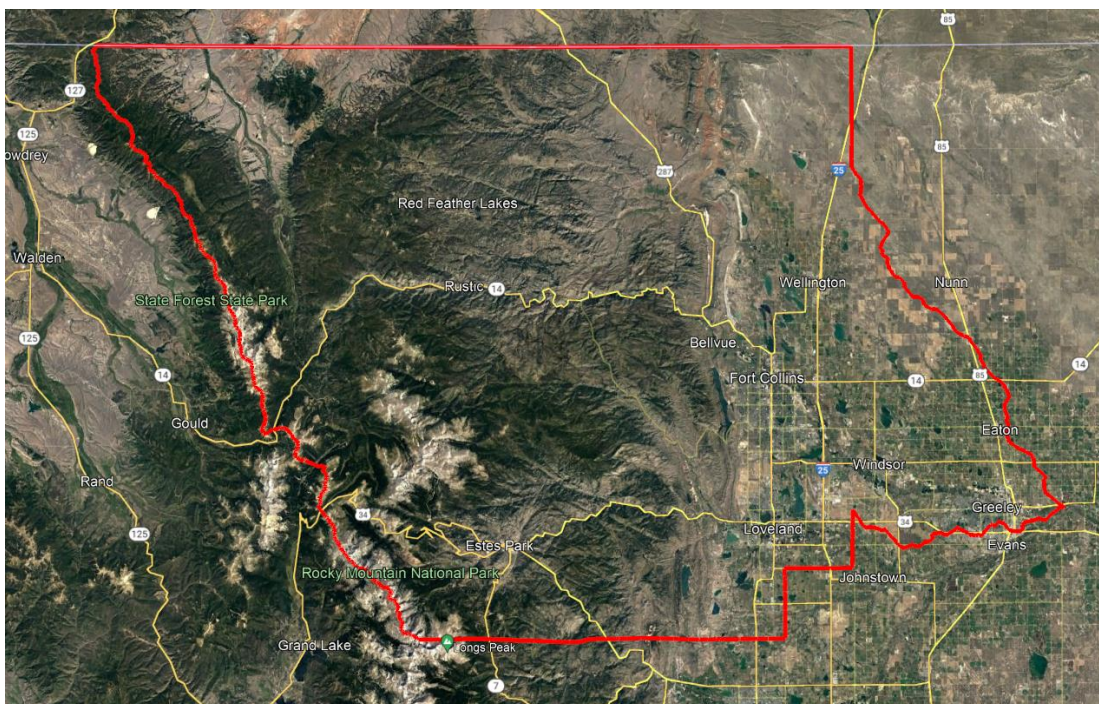 85
127
125
owdrey
287
25
85
Red Feather Lakes
Walden
State Forest State Park
Rustic
14
Wellington
Nunn
125
Bellvue
14
14
85
14
Fort Collins
Gould
Eaton
Rand
25
Windsor
34
34
Greeley
125
Loveland
Estes Park
Evans
Rocky Mountain National Park
Johnstown
Grand Lake
ongs Peak
7